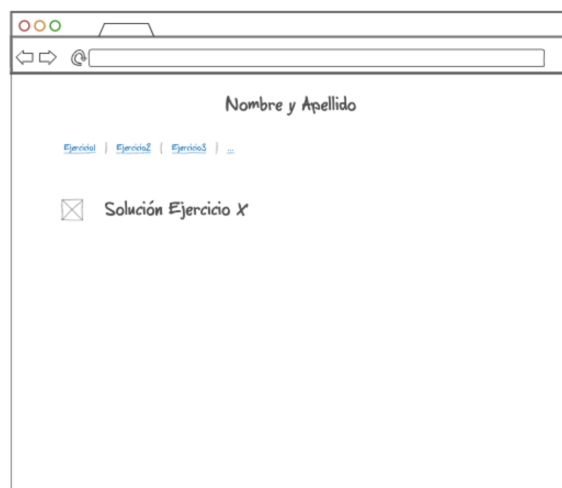 Nombre y Apellido
Ejercicio1 | Ejercicio2 | Ejercicio3 | ...
Solución Ejercicio X